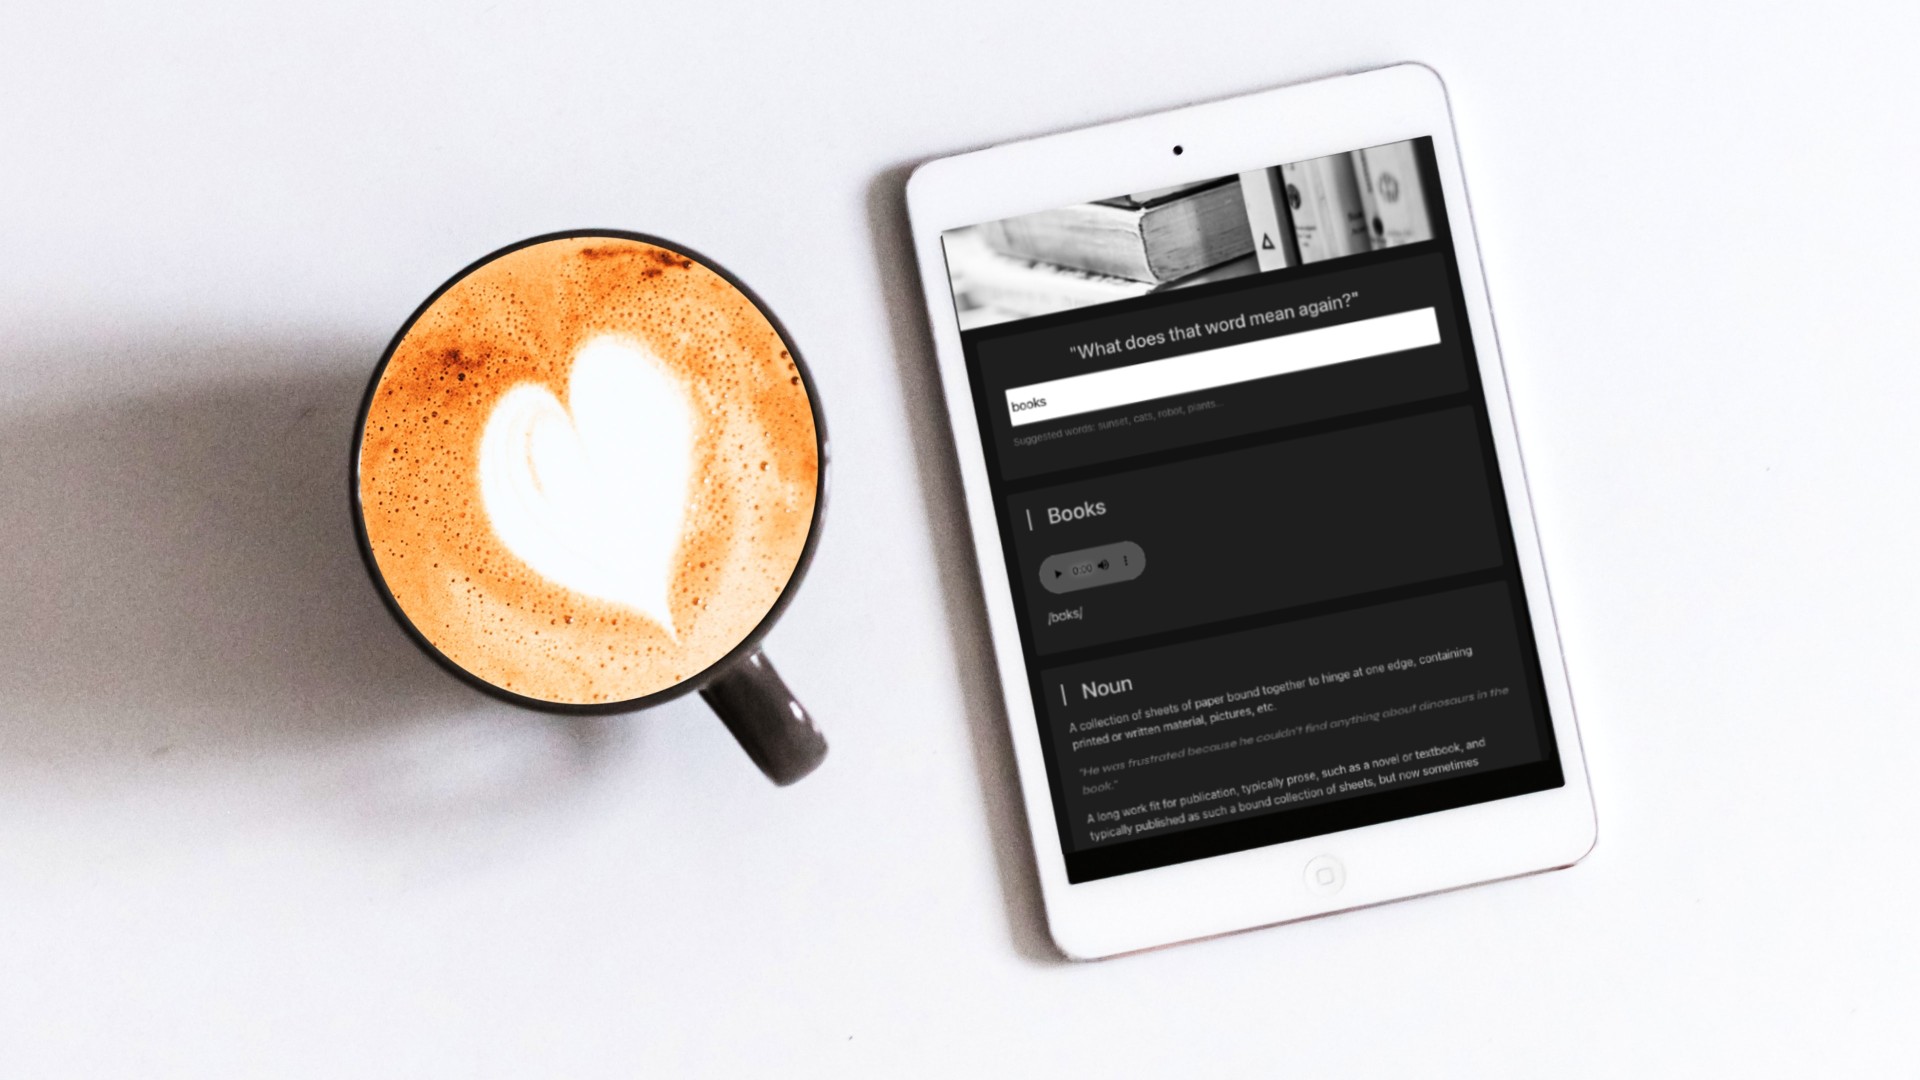 "What does that word mean again?"
books
Suggested words: sunset, cats, robot, plants...
Books
0:00
/bɒks/
Noun
A collection of sheets of paper bound together to hinge at one edge, containing
printed or written material, pictures, etc.
"He was frustrated because he couldn't find anything about dinosaurs in the
book."
A long work fit for publication, typically prose, such as a novel or textbook, and
typically published as such a bound collection of sheets, but now sometimes